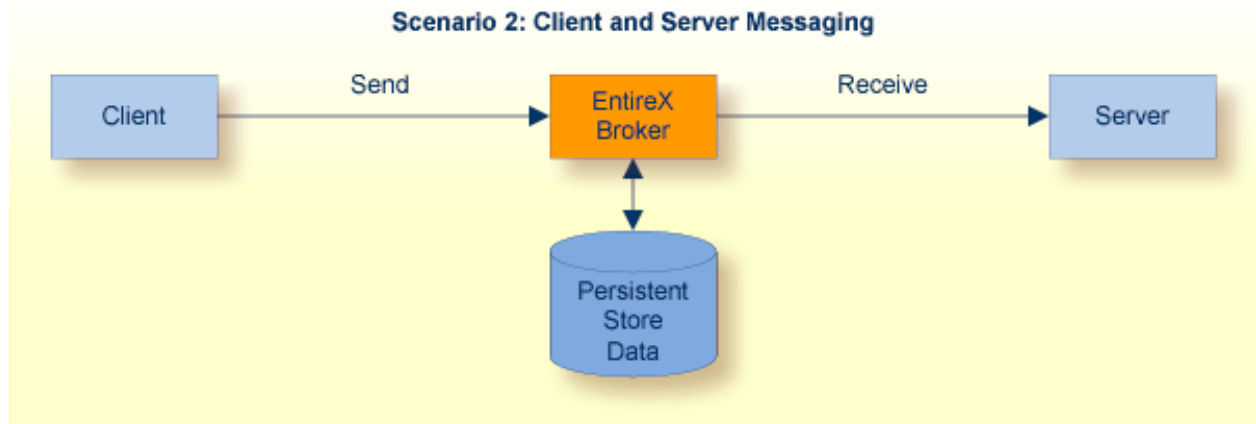 Scenario 2: Client and Server Messaging
Send
Receive
Client
EntireX
Broker
Server
Persistent
Store
Data